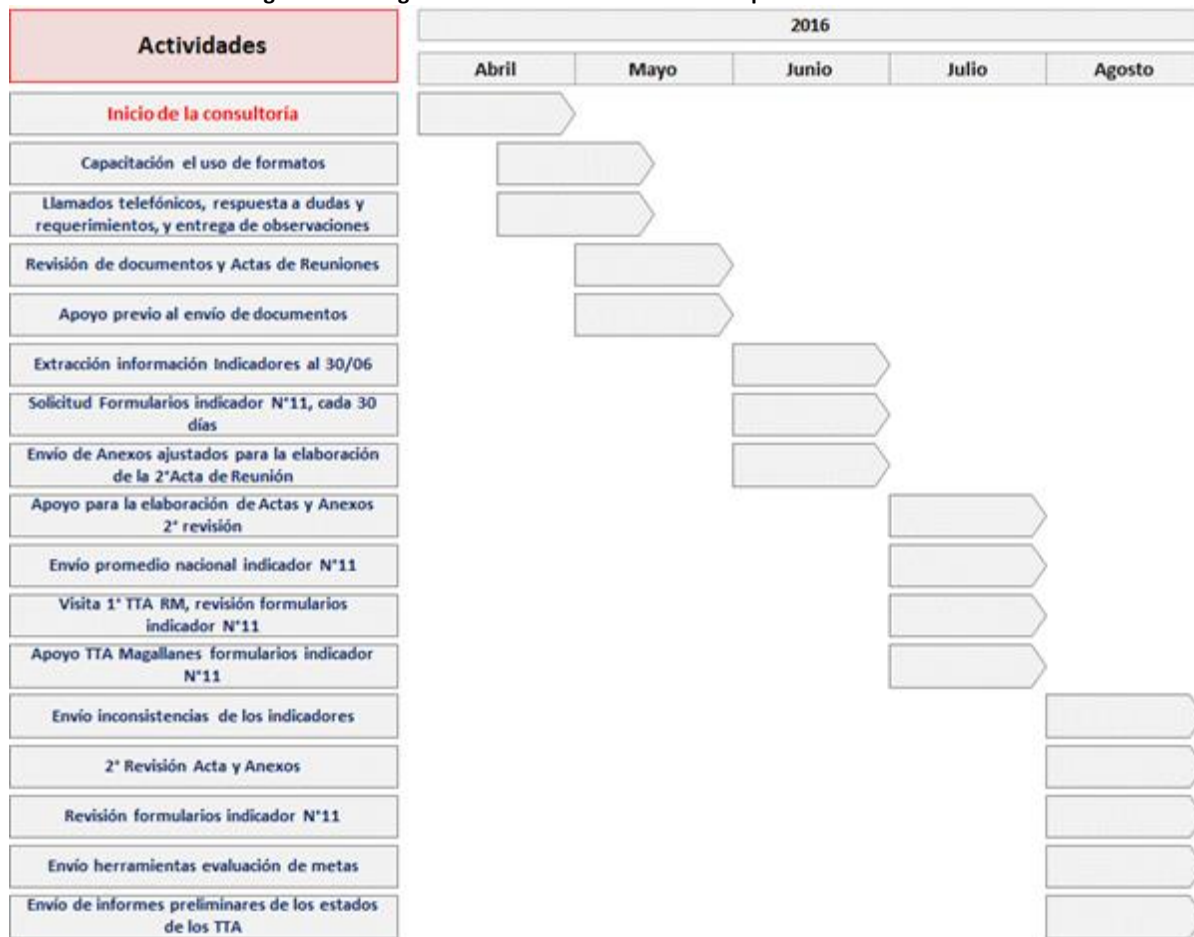 2016
Actividades
Abril Mayo Junio Julio Agosto
Inicio de la consultoría
Capacitación el uso de formatos
Llamados telefónicos, respuesta a dudas y
requerimientos, y entrega de observaciones
Revisión de documentos y Actas de Reuniones
Apoyo previo al envío de documentos
Extracción información Indicadores al 30/06
Solicitud Formularios indicador N°11, cada 30
días
Envío de Anexos ajustados para la elaboración
de la 2°Acta de Reunión
Apoyo para la elaboración de Actas y Anexos
2° revisión
Envío promedio nacional indicador N°11
Visita 1° TTA RM, revisión formularios
indicador N°11
Apoyo TTA Magallanes formularios indicador
N°11
Envío inconsistencias de los indicadores
2° Revisión Acta y Anexos
Revisión formularios indicador N°11
Envío herramientas evaluación de metas
Envío de informes preliminares de los estados
de los TTA